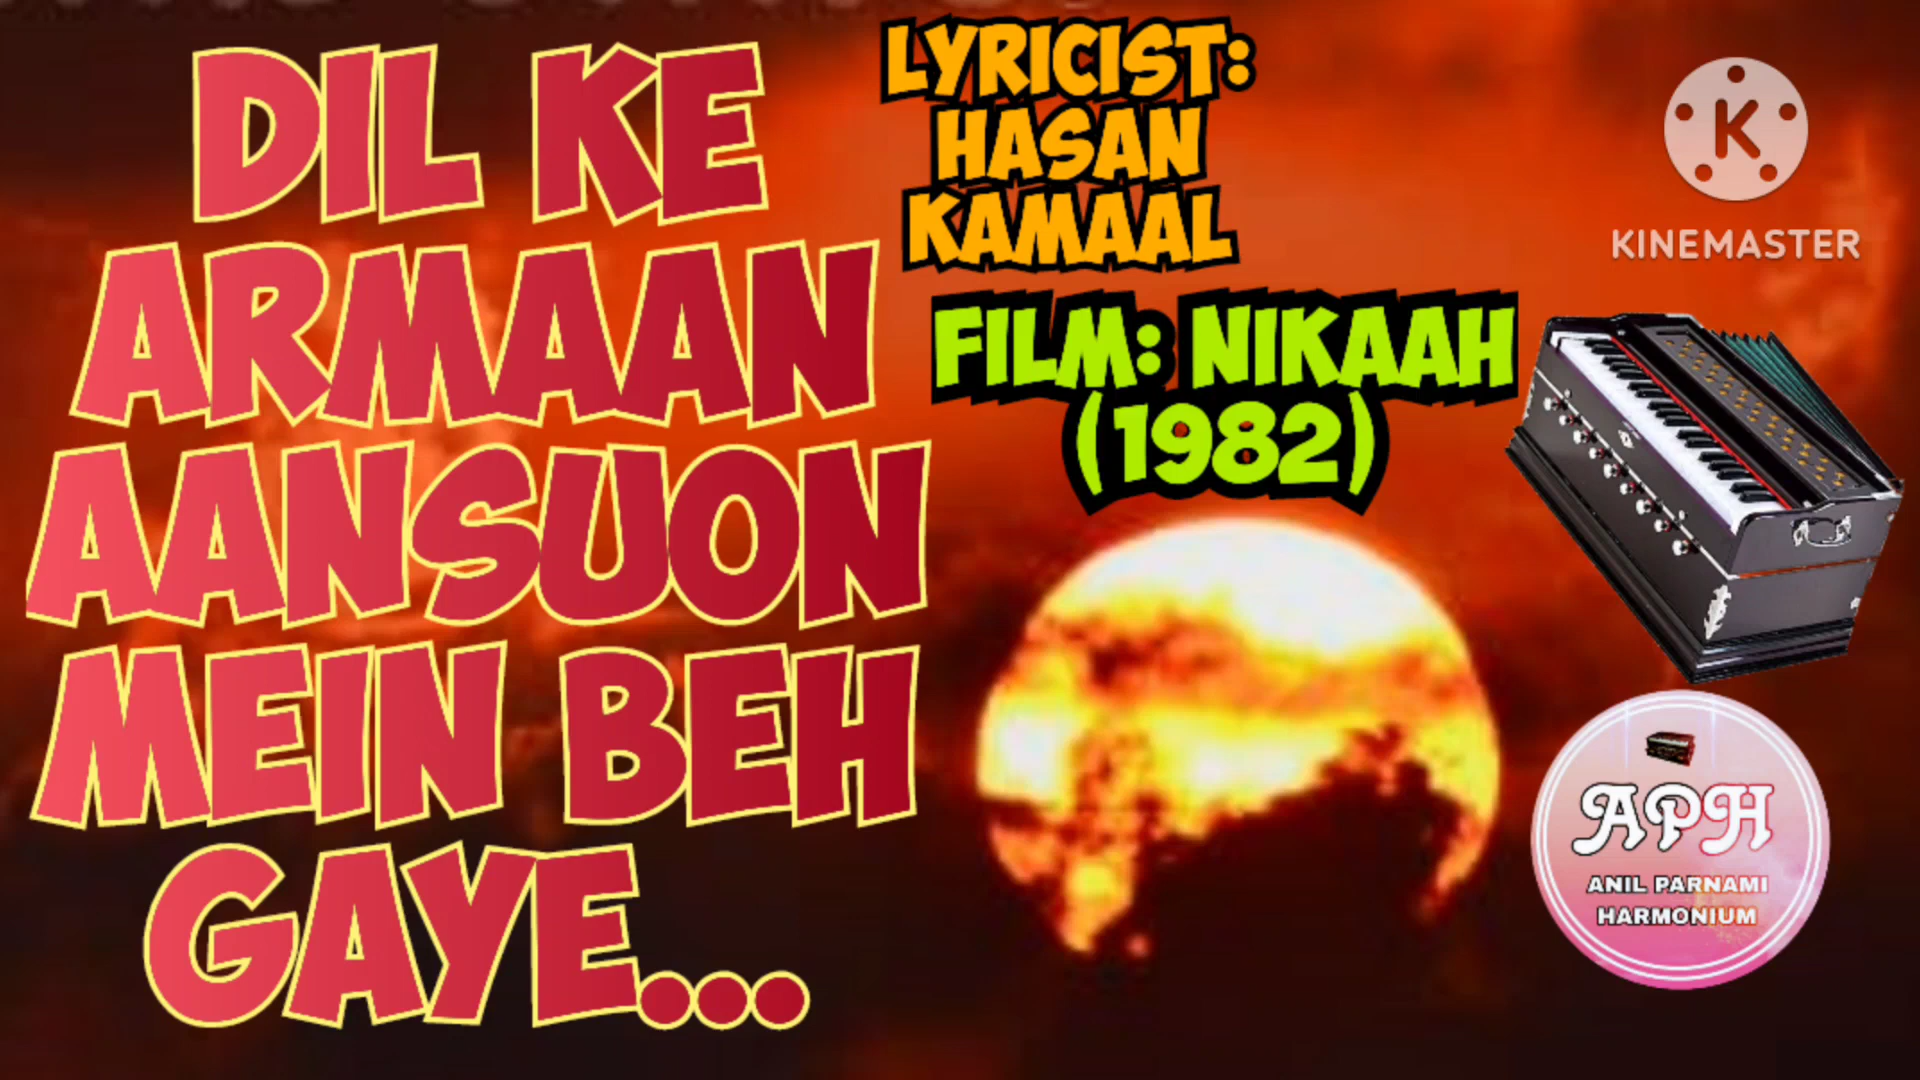 DIL KE
ARMAAN
AANSUON
MEIN BEH
GAYE...
LYRICIST:
HASAN
KAMAAL
FILM: NIKAAH
(1982)
K
KINEMASTER
APH
ANIL PARNAMI
HARMONIUM